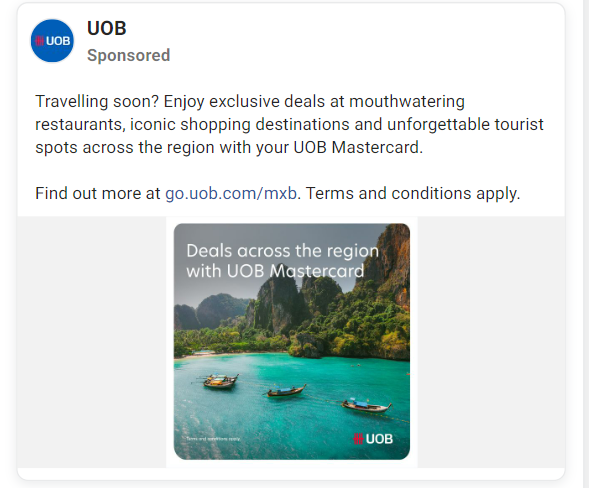 UOB
UOB
Sponsored
Travelling soon? Enjoy exclusive deals at mouthwatering
restaurants, iconic shopping destinations and unforgettable tourist
spots across the region with your UOB Mastercard.
Find out more at go.uob.com/mxb. Terms and conditions apply.
Deals across the region
with UOB Mastercard
Terms and conditions apply.
UOB